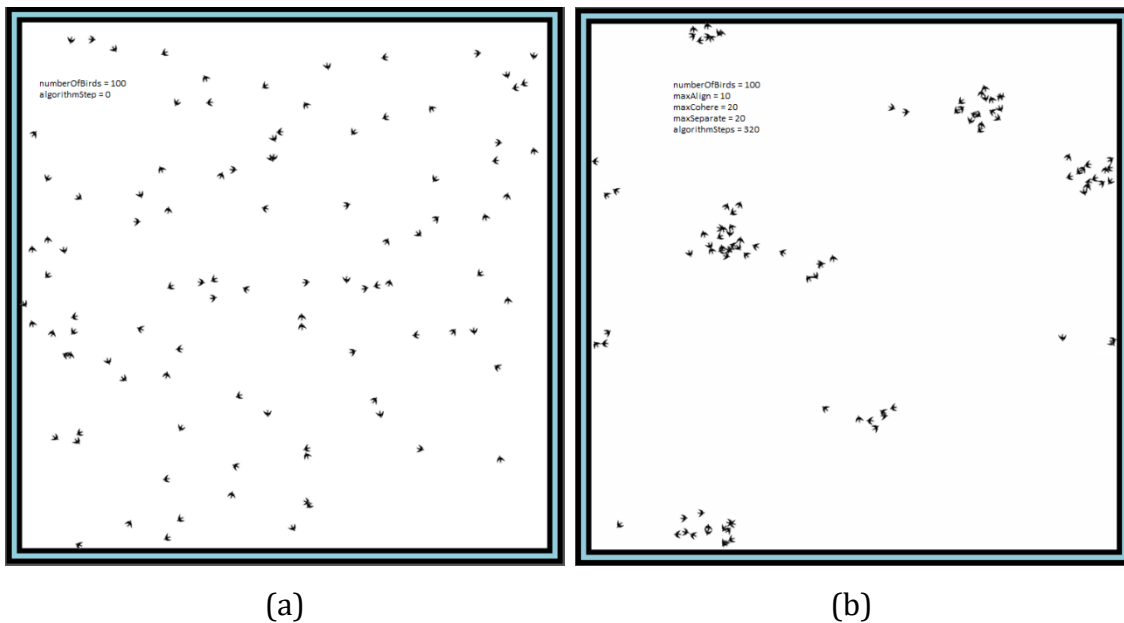 numberOfBirds = 100
algorithmStep = 0
numberOfBirds = 100
maxAlign = 10
maxCohere = 20
maxSeparate = 20
algorithmSteps = 320
(a)
(b)